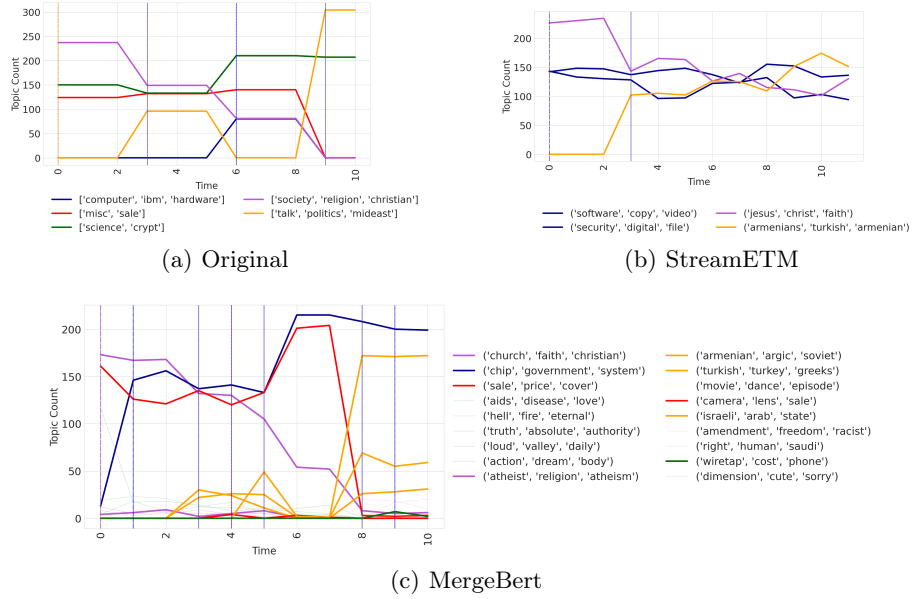 300
250
200
150
100
50
0
Topic Count
0 2 4 6 8 10
Time
['computer', 'ibm', 'hardware']
['misc', 'sale']
['science', 'crypt']
['society', 'religion', 'christian']
['talk', 'politics', 'mideast']
(a) Original
200
150
100
50
0
Topic Count
0 2 4 6 8 10
Time
('software', 'copy', 'video')
('security', 'digital', 'file')
('jesus', 'christ', 'faith')
('armenians', 'turkish', 'armenian')
(b) StreamETM
200
150
100
50
0
Topic Count
0 1 2 3 4 5 6 7 8 9 10
Time
('church', 'faith', 'christian')
('chip', 'government', 'system')
('sale', 'price', 'cover')
('aids', 'disease', 'love')
('hell', 'fire', 'eternal')
('truth', 'absolute', 'authority')
('loud', 'valley', 'daily')
('action', 'dream', 'body')
('atheist', 'religion', 'atheism')
('armenian', 'argic', 'soviet')
('turkish', 'turkey', 'greeks')
('movie', 'dance', 'episode')
('camera', 'lens', 'sale')
('israeli', 'arab', 'state')
('amendment', 'freedom', 'racist')
('right', 'human', 'saudi')
('wiretap', 'cost', 'phone')
('dimension', 'cute', 'sorry')
(c) MergeBert